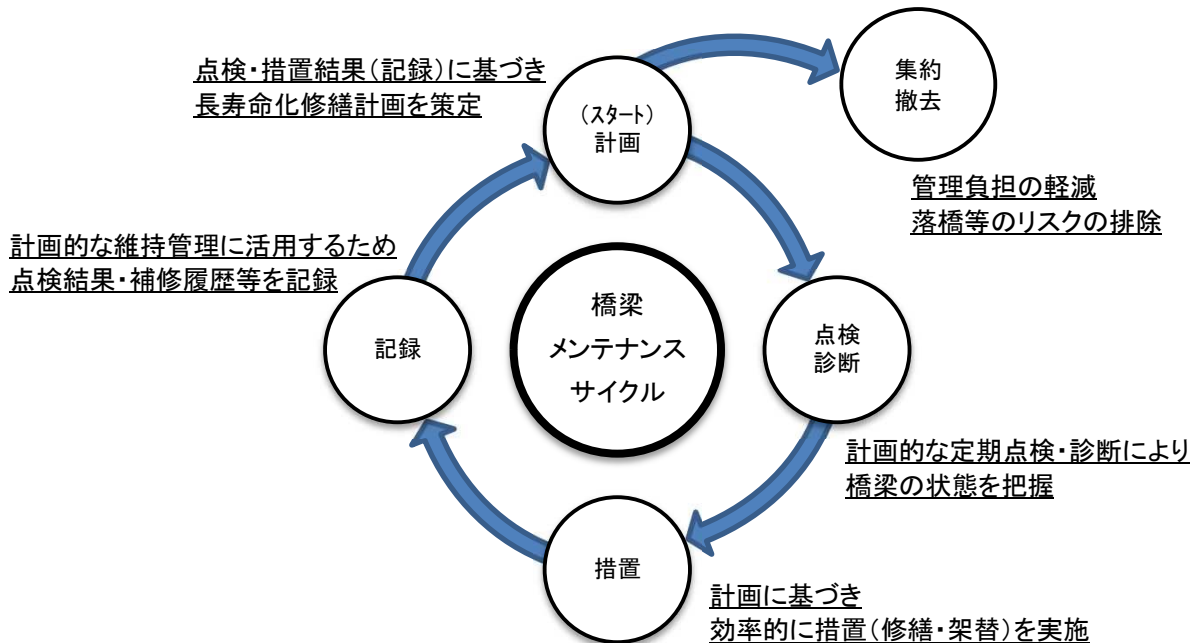 点検・措置結果（記録）に基づき
長寿命化修繕計画を策定
（ｽﾀｰﾄ）
計画
集約
撤去
管理負担の軽減
落橋等のリスクの排除
計画的な維持管理に活用するため
点検結果・補修履歴等を記録
記録
橋梁
メンテナンス
サイクル
点検
診断
計画的な定期点検・診断により
橋梁の状態を把握
措置
計画に基づき
効率的に措置（修繕・架替）を実施